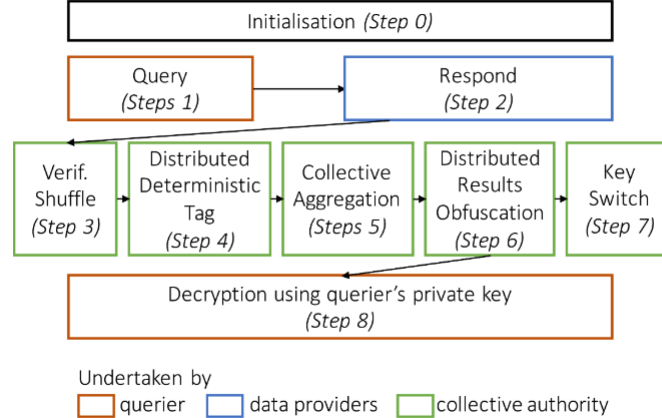 Initialisation (Step 0)
Query
(Steps 1)
Respond
(Step 2)
Verif.
Shuffle
(Step 3)
Distributed
Deterministic
Tag
(Step 4)
Collective
Aggregation
(Steps 5)
Distributed
Results
Obfuscation
(Step 6)
Key
Switch
(Step 7)
Decryption using querier's private key
(Step 8)
Undertaken by
querier
data providers
collective authority